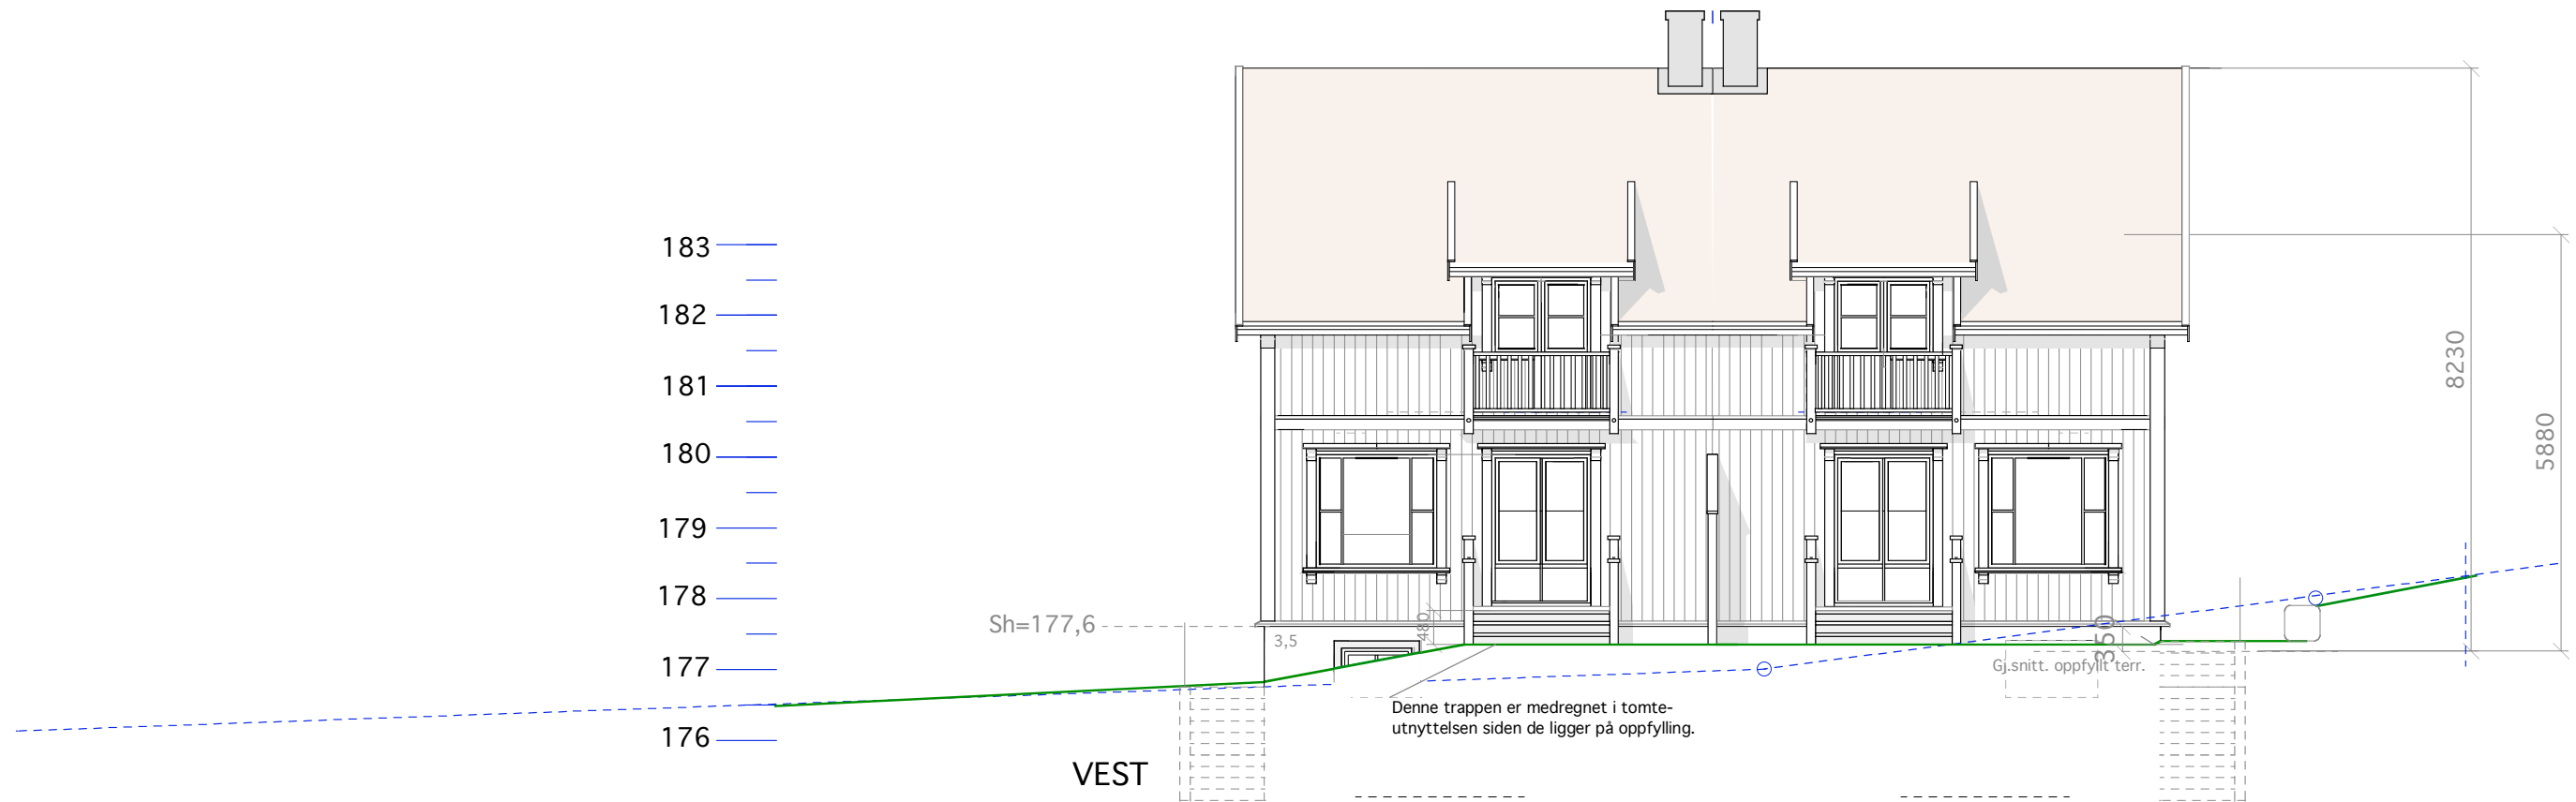 183
182
181
180
179
178
177
176
Sh=177,6
3,5
480
8230
5880
350
Gj.snitt. oppfyllt terr.
Denne trappen er medregnet i tomte-
utnyttelsen siden de ligger på oppfylling.
VEST